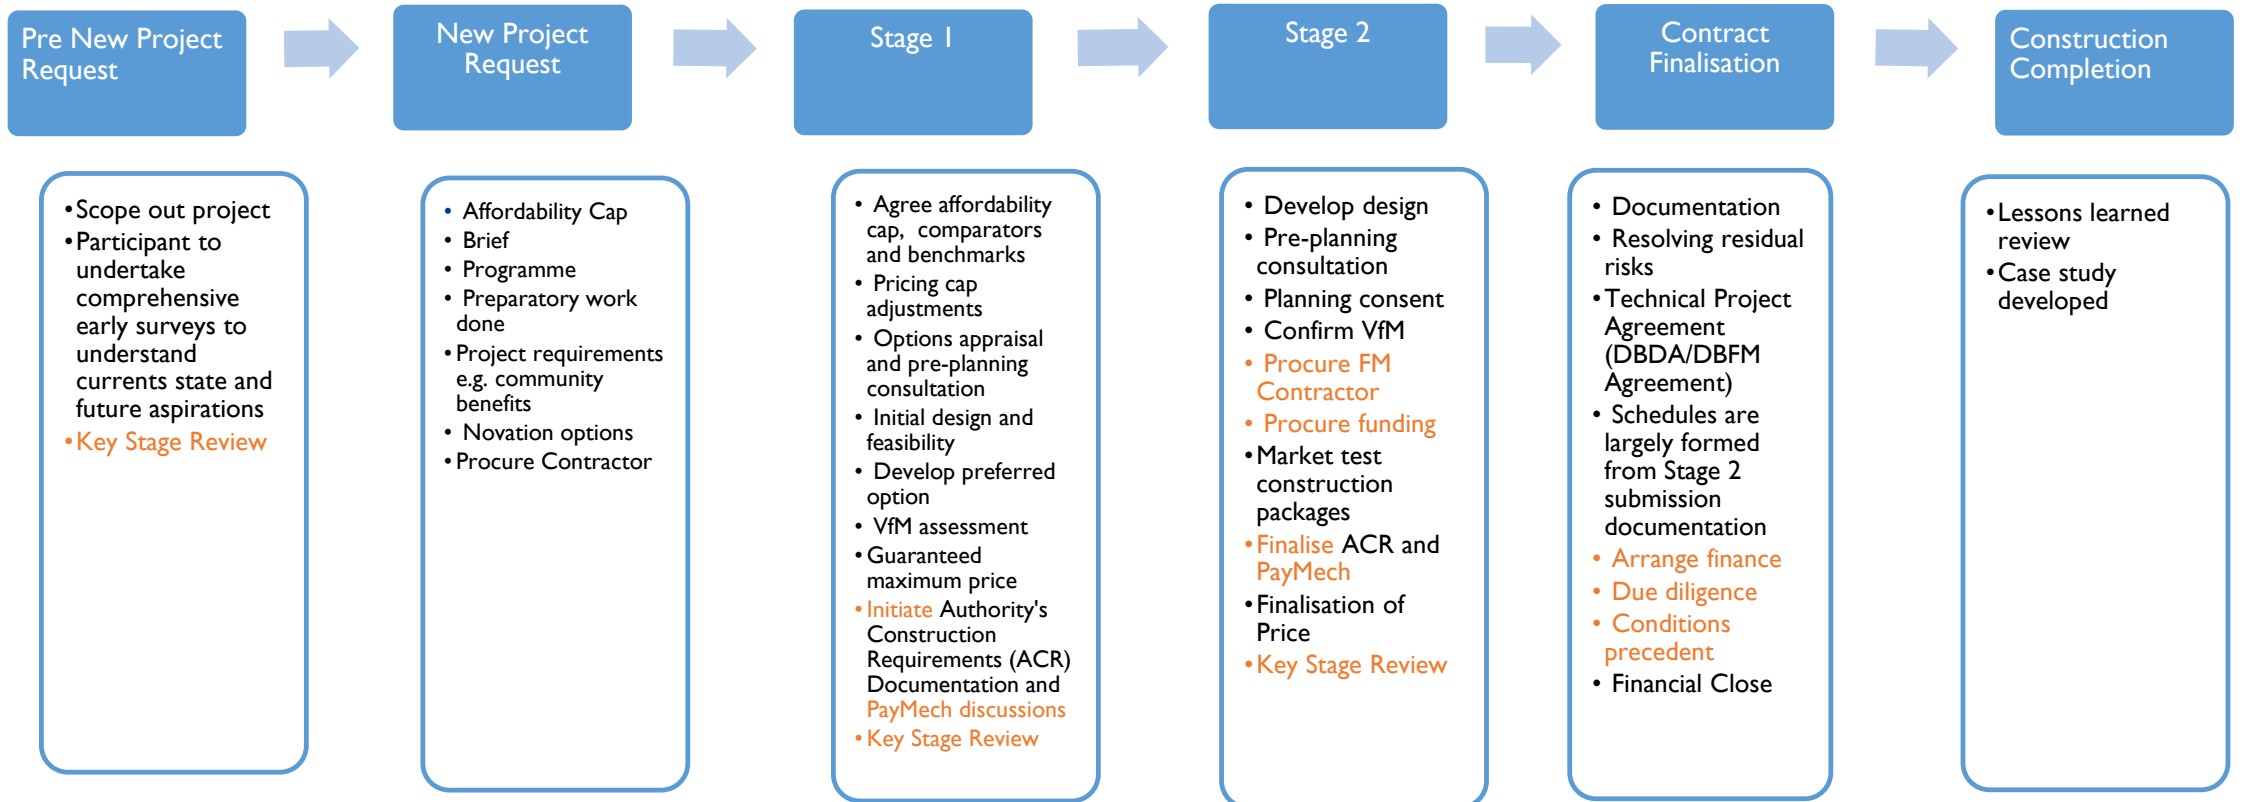 Pre New Project
Request
New Project
Request
Stage 1
Stage 2
Contract
Finalisation
Construction
Completion
•Scope out project
•Participant to
undertake
comprehensive
early surveys to
understand
currents state and
future aspirations
•Key Stage Review
• Affordability Cap
• Brief
• Programme
• Preparatory work
done
•Project requirements
e.g. community
benefits
• Novation options
•Procure Contractor
• Agree affordability
cap, comparators
and benchmarks
• Pricing cap
adjustments
• Options appraisal
and pre-planning
consultation
• Initial design and
feasibility
• Develop preferred
option
• VfM assessment
•Guaranteed
maximum price
•Initiate Authority's
Construction
Requirements (ACR)
Documentation and
PayMech discussions
•Key Stage Review
• Develop design
• Pre-planning
consultation
• Planning consent
• Confirm VfM
• Procure FM
Contractor
• Procure funding
•Market test
construction
packages
•Finalise ACR and
PayMech
•Finalisation of
Price
•Key Stage Review
• Documentation
• Resolving residual
risks
•Technical Project
Agreement
(DBDA/DBFM
Agreement)
• Schedules are
largely formed
from Stage 2
submission
documentation
• Arrange finance
• Due diligence
• Conditions
precedent
• Financial Close
•Lessons learned
review
•Case study
developed